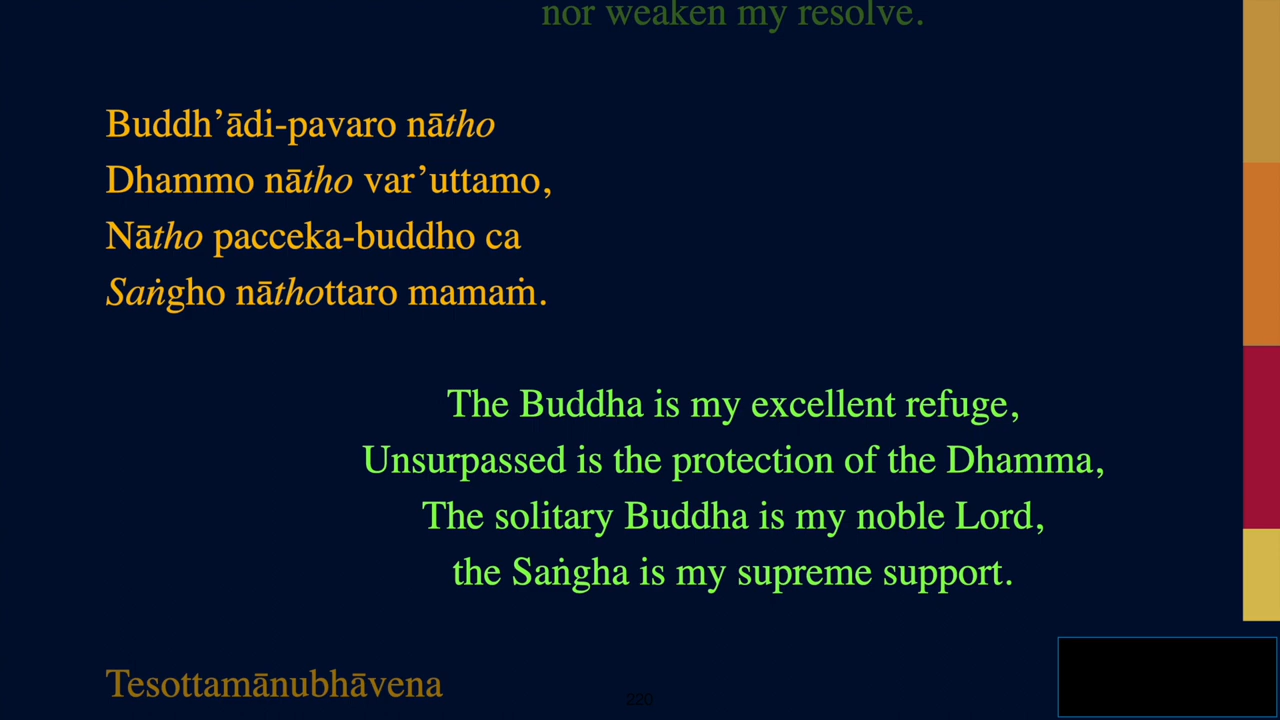 nor weaken my resolve.
Buddh’ādi-pavaro nātho
Dhammo nātho var’uttamo,
Nātho pacceka-buddho ca
Saṅgho nāthottaro mamaṁ.
The Buddha is my excellent refuge,
Unsurpassed is the protection of the Dhamma,
The solitary Buddha is my noble Lord,
the Saṅgha is my supreme support.
Tesottamānubhāvena
220